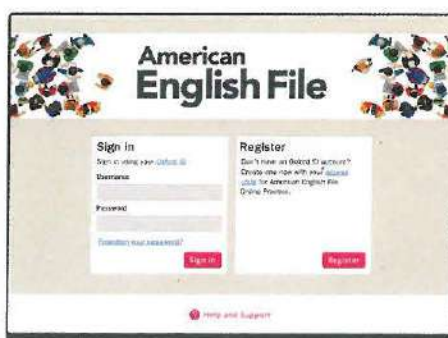 American
English File
Sign in
Sign in using your Oxford ID
Username
Password
Forgotten your password?
Sign in
Register
Don't have an Oxford ID account?
Create one now with your access
code for American English File
Online Practice.
Register
Help and Support